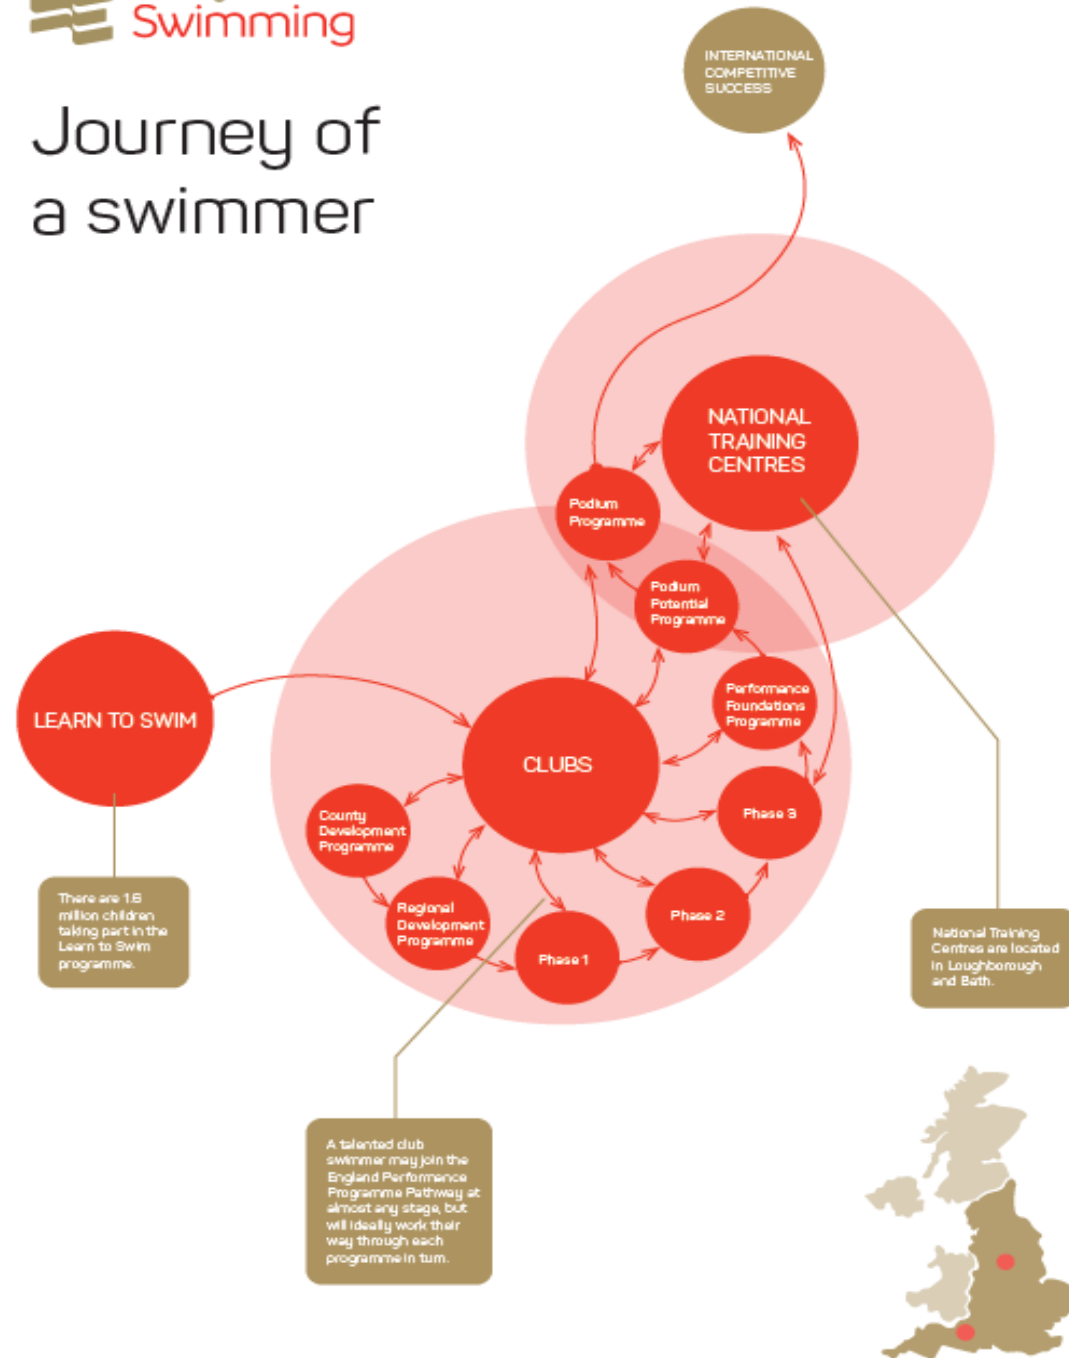 Swimming
Journey of
a swimmer
INTERNATIONAL
COMPETITIVE
SUCCESS
NATIONAL
TRAINING
CENTRES
Podium
Programme
Podium
Potential
Programme
Performance
Foundations
Programme
LEARN TO SWIM
CLUBS
Phase 3
County
Development
Programme
Regional
Development
Programme
Phase 2
Phase 1
There are 1.6
million children
taking part in the
Learn to Swim
programme.
National Training
Centres are located
in Loughborough
and Bath.
A talented club
swimmer may join the
England Performance
Programme Pathway at
almost any stage, but
will ideally work their
way through each
programme in turn.